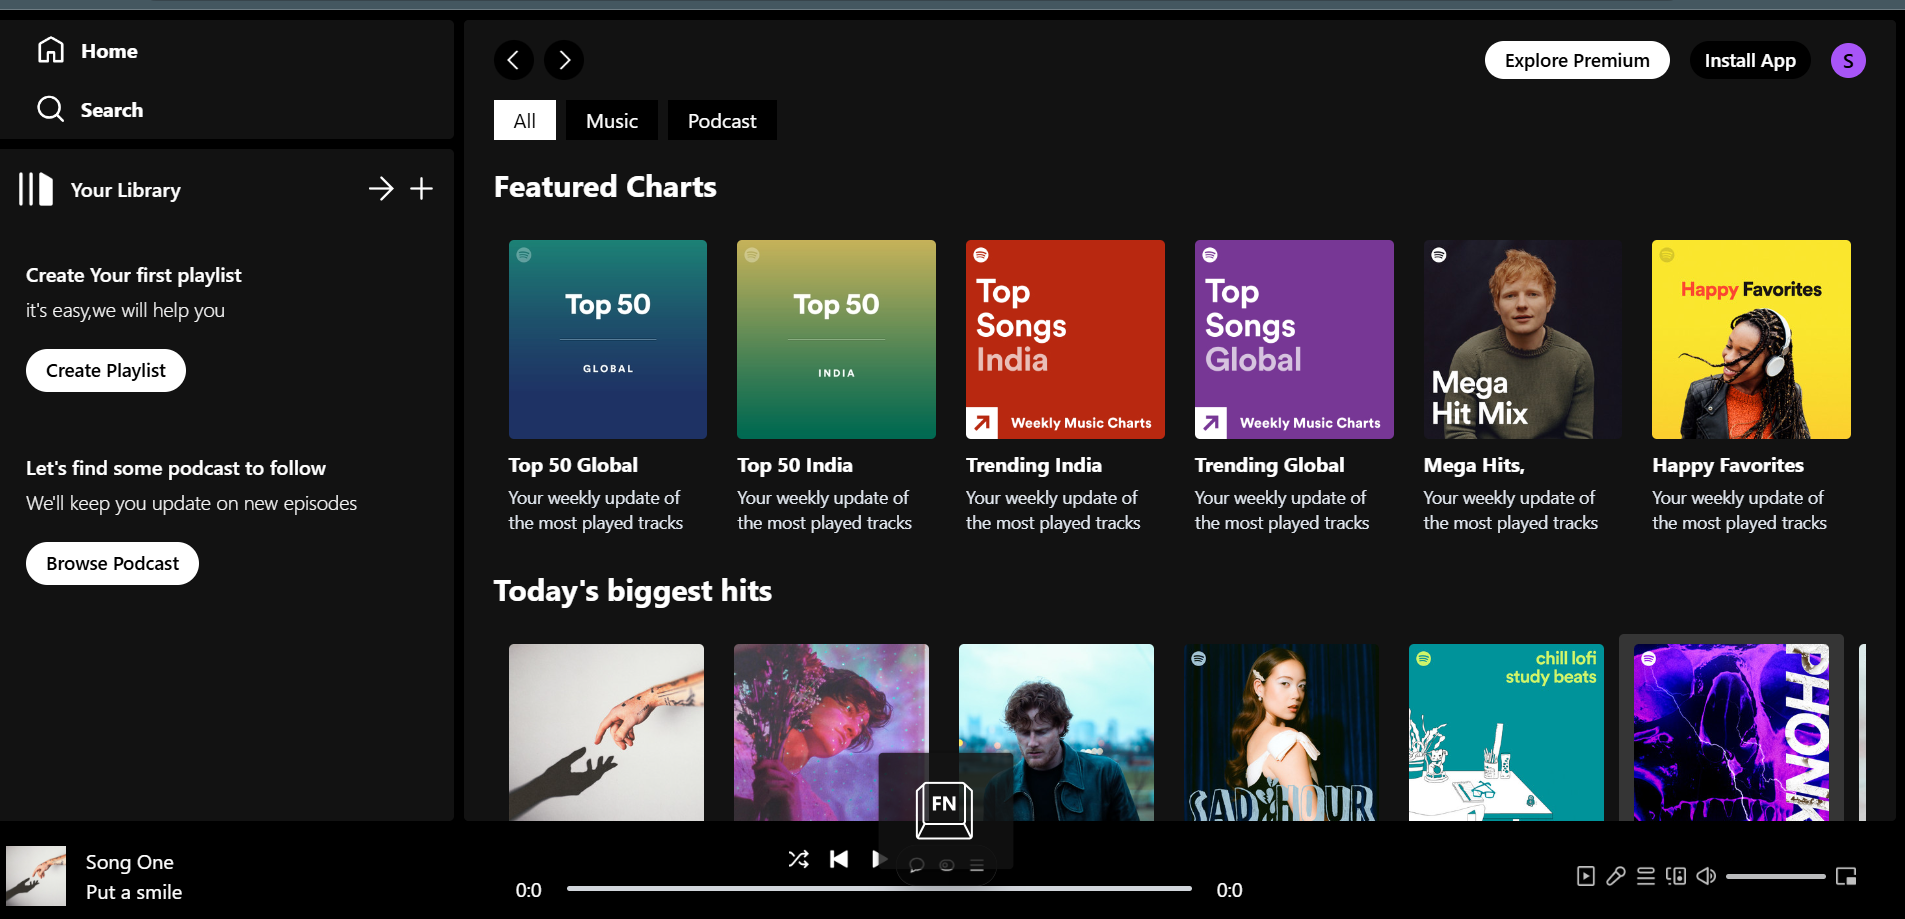 Home
Search
Your Library
Create Your first playlist
it's easy,we will help you
Create Playlist
Let's find some podcast to follow
We'll keep you update on new episodes
Browse Podcast
Explore Premium
Install App
S
All
Music
Podcast
Featured Charts
Top 50
GLOBAL
Top 50 Global
Your weekly update of
the most played tracks
Top 50
INDIA
Top 50 India
Your weekly update of
the most played tracks
Top
Songs
India
Weekly Music Charts
Trending India
Your weekly update of
the most played tracks
Top
Songs
Global
Weekly Music Charts
Trending Global
Your weekly update of
the most played tracks
Mega
Hit Mix
Mega Hits,
Your weekly update of
the most played tracks
Happy Favorites
Happy Favorites
Your weekly update of
the most played tracks
Today's biggest hits
SAD HOUR
chill lofi
study beats
PHONK
FN
Song One
Put a smile
0:0
0:0